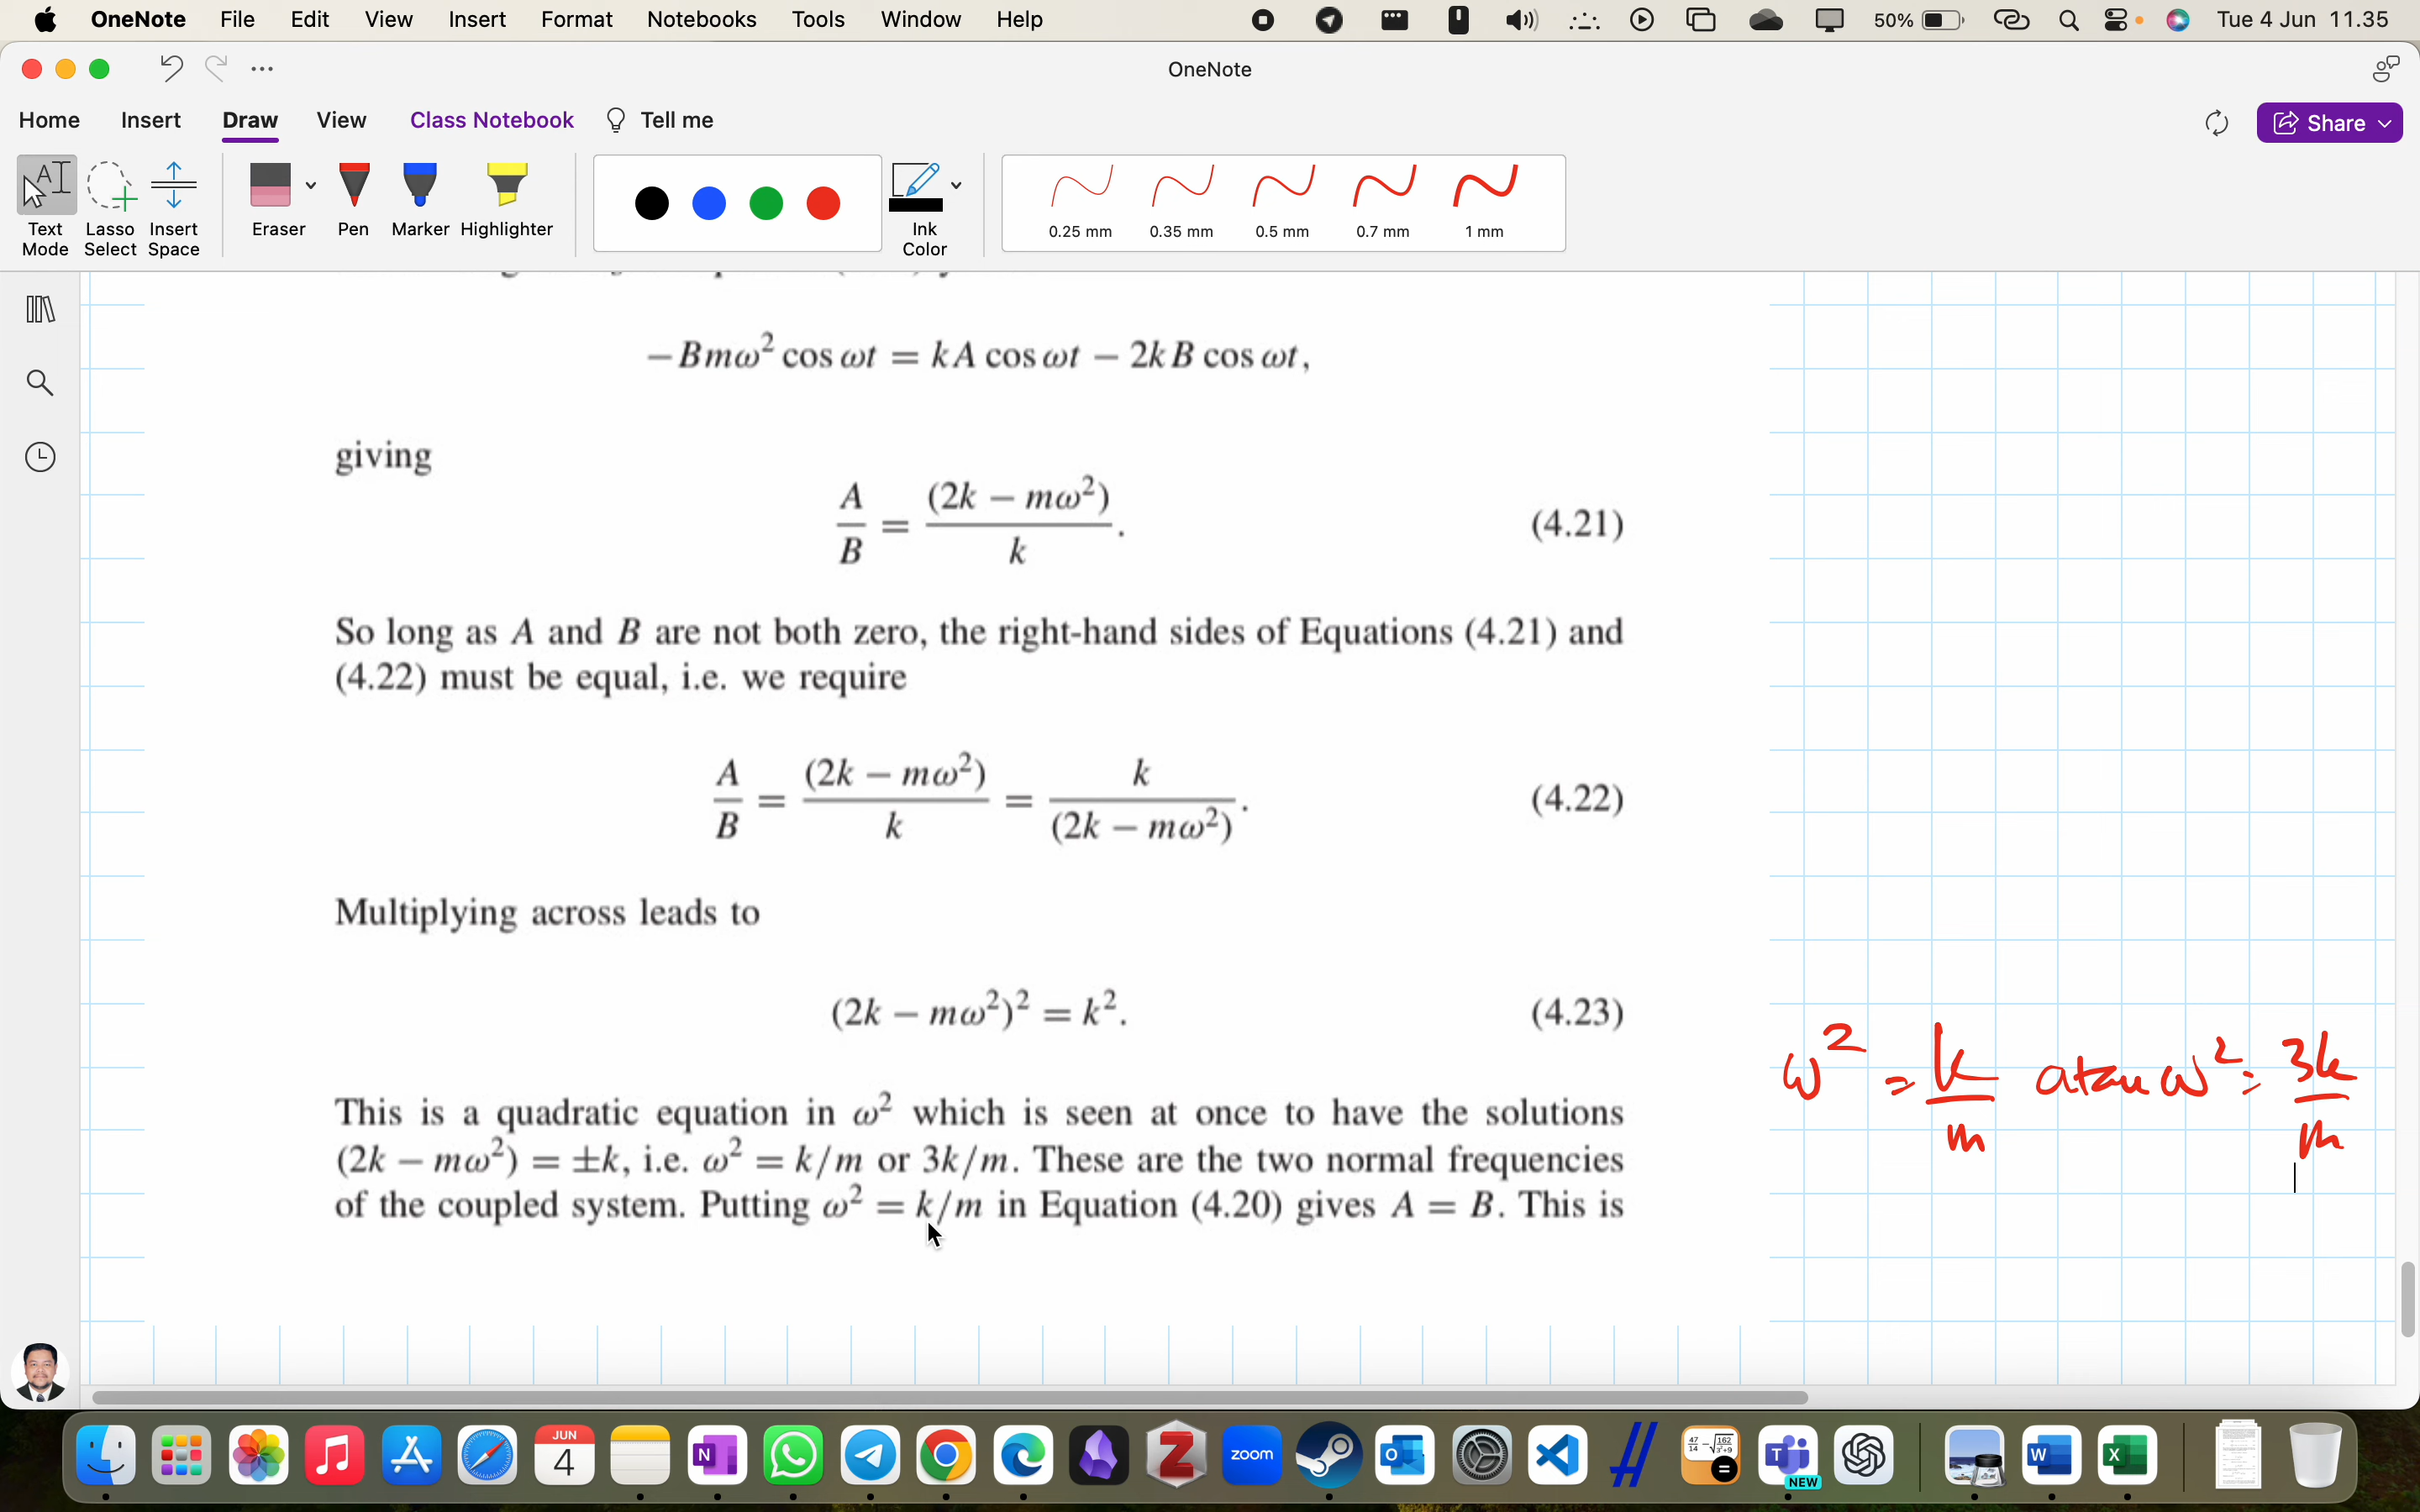 OneNote File Edit View Insert Format Notebooks Tools Window Help 50% Tue 4 Jun 11.35
OneNote
Home Insert Draw View Class Notebook Tell me Share
Text Mode Lasso Select Insert Space Eraser Pen Marker Highlighter Ink Color 0.25 mm 0.35 mm 0.5 mm 0.7 mm 1 mm
−Bmω² cos ωt = kA cos ωt − 2kB cos ωt,
giving
A/B = (2k − mω²)/k. (4.21)
So long as A and B are not both zero, the right-hand sides of Equations (4.21) and
(4.22) must be equal, i.e. we require
A/B = (2k − mω²)/k = k/(2k − mω²). (4.22)
Multiplying across leads to
(2k − mω²)² = k². (4.23)
ω² = k/m atau ω² = 3k/m
This is a quadratic equation in ω² which is seen at once to have the solutions
(2k − mω²) = ±k, i.e. ω² = k/m or 3k/m. These are the two normal frequencies
of the coupled system. Putting ω² = k/m in Equation (4.20) gives A = B. This is
JUN
4
zoom
NEW